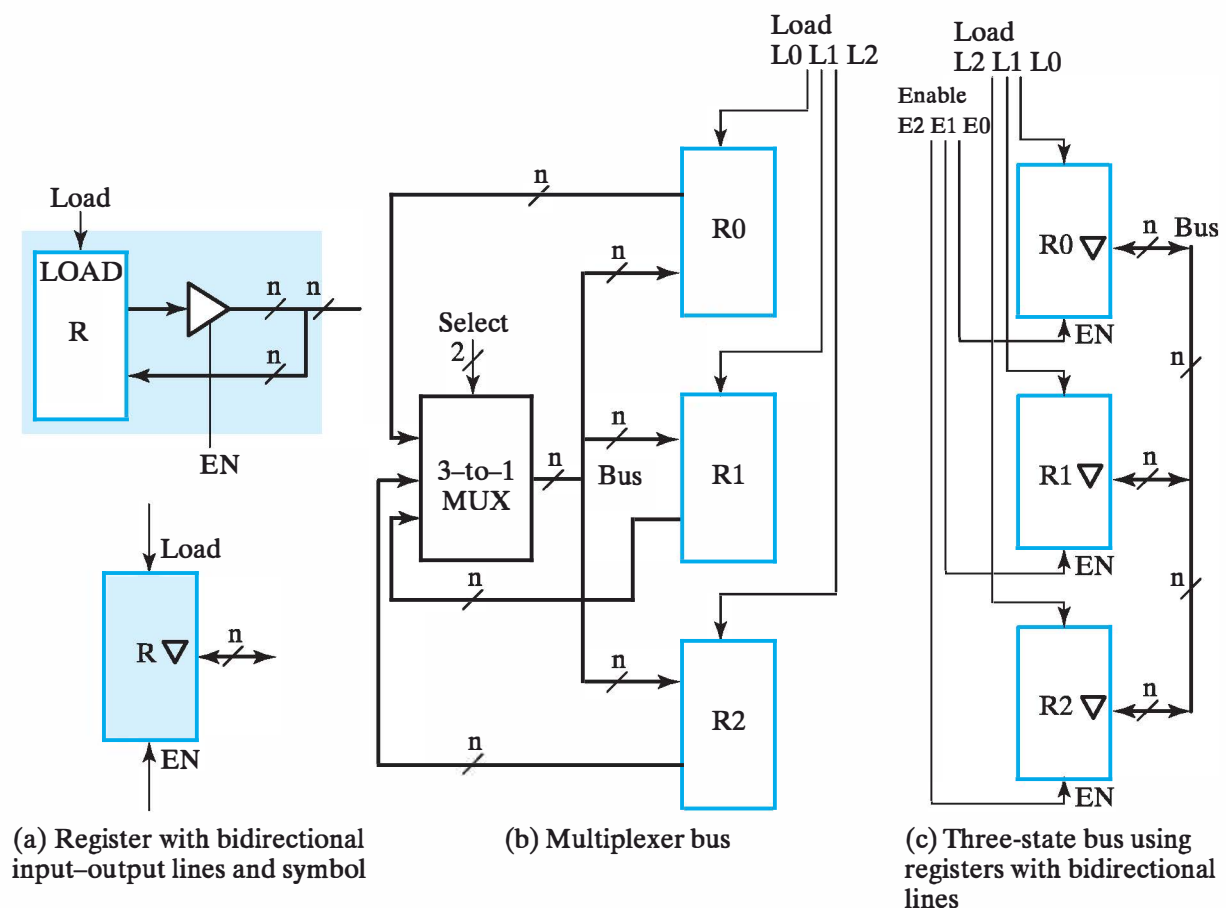 Load
LOAD
R
n
n
n
EN
Load
R
n
EN
(a) Register with bidirectional
input–output lines and symbol
Load
L0 L1 L2
n
R0
n
Select
2
3–to–1
MUX
n
Bus
n
R1
n
n
R2
n
(b) Multiplexer bus
Load
L2 L1 L0
Enable
E2 E1 E0
R0
n
Bus
EN
n
R1
n
EN
n
R2
n
EN
(c) Three-state bus using
registers with bidirectional
lines